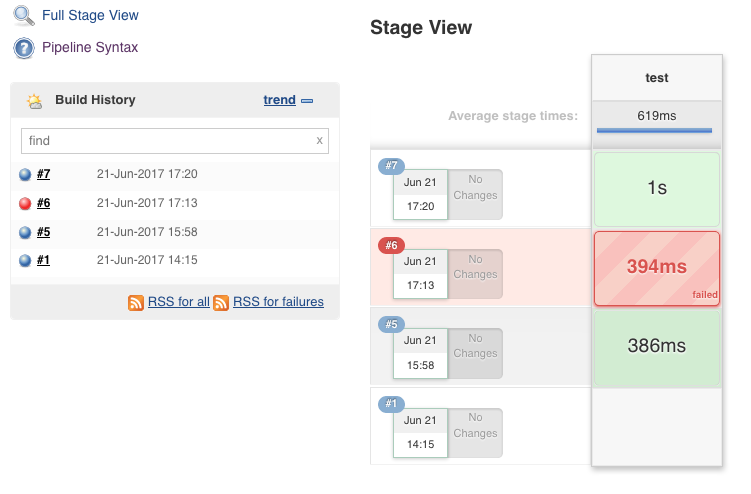 Full Stage View
Pipeline Syntax
Build History
trend
find
x
#7 21-Jun-2017 17:20
#6 21-Jun-2017 17:13
#5 21-Jun-2017 15:58
#1 21-Jun-2017 14:15
RSS for all RSS for failures
Stage View
test
Average stage times:
619ms
#7
Jun 21
17:20
No
Changes
1s
#6
Jun 21
17:13
No
Changes
394ms
failed
#5
Jun 21
15:58
No
Changes
386ms
#1
Jun 21
14:15
No
Changes